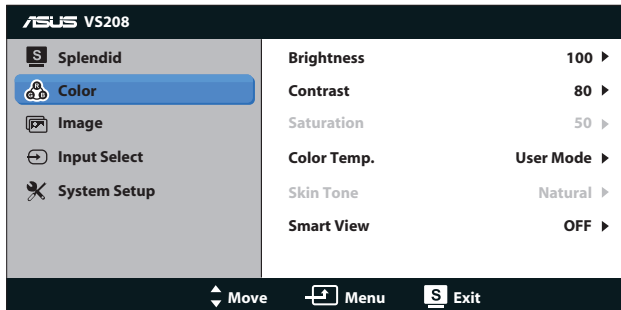 ASUS VS208
S Splendid
Color
Image
Input Select
System Setup
Brightness 100
Contrast 80
Saturation 50
Color Temp. User Mode
Skin Tone Natural
Smart View OFF
Move Menu S Exit